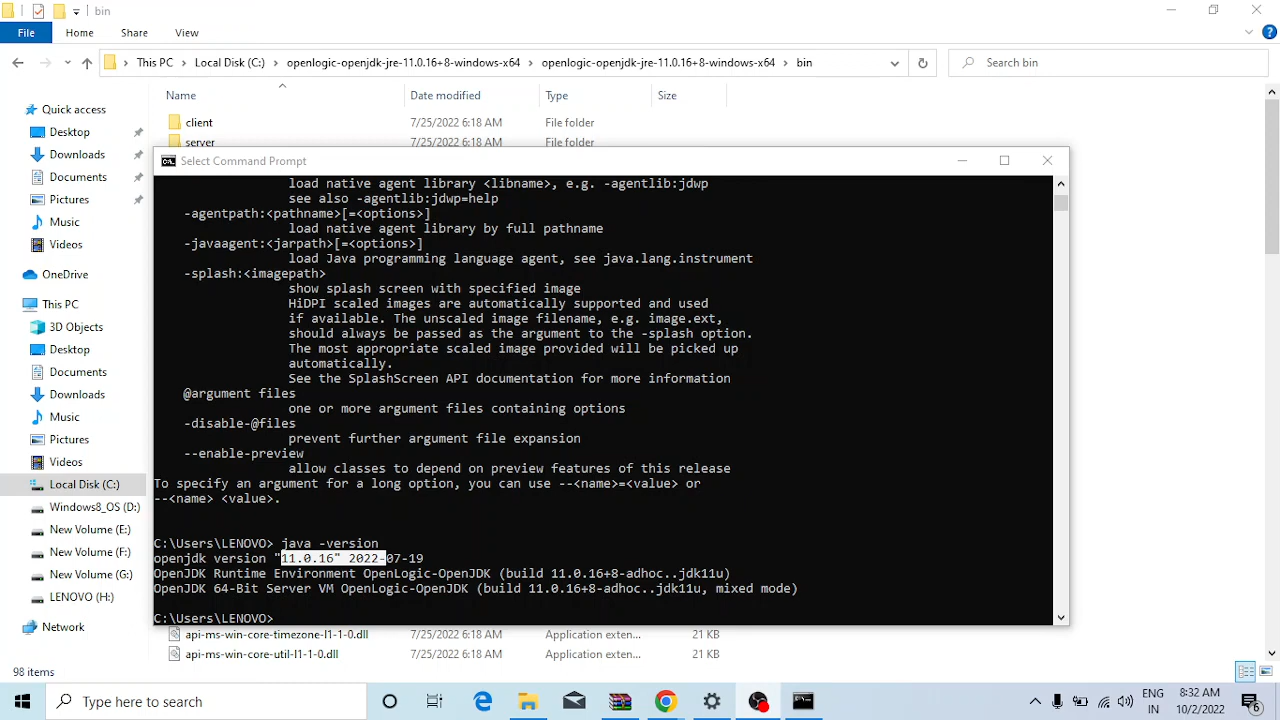 bin
File
Home
Share
View
This PC
Local Disk (C:)
openlogic-openjdk-jre-11.0.16+8-windows-x64
openlogic-openjdk-jre-11.0.16+8-windows-x64
bin
Search bin
Name
Date modified
Type
Size
Quick access
Desktop
Downloads
Documents
Pictures
Music
Videos
OneDrive
This PC
3D Objects
Desktop
Documents
Downloads
Music
Pictures
Videos
Local Disk (C:)
Windows8_OS (D:)
New Volume (E:)
New Volume (F:)
New Volume (G:)
LENOVO (H:)
Network
client 7/25/2022 6:18 AM File folder
server 7/25/2022 6:18 AM File folder
Select Command Prompt
load native agent library <libname>, e.g. -agentlib:jdwp
see also -agentlib:jdwp=help
-agentpath:<pathname>[=<options>]
load native agent library by full pathname
-javaagent:<jarpath>[=<options>]
load Java programming language agent, see java.lang.instrument
-splash:<imagepath>
show splash screen with specified image
HiDPI scaled images are automatically supported and used
if available. The unscaled image filename, e.g. image.ext,
should always be passed as the argument to the -splash option.
The most appropriate scaled image provided will be picked up
automatically.
See the SplashScreen API documentation for more information
@argument files
one or more argument files containing options
-disable-@files
prevent further argument file expansion
--enable-preview
allow classes to depend on preview features of this release
To specify an argument for a long option, you can use --<name>=<value> or
--<name> <value>.
C:\Users\LENOVO> java -version
openjdk version "11.0.16" 2022-07-19
OpenJDK Runtime Environment OpenLogic-OpenJDK (build 11.0.16+8-adhoc..jdk11u)
OpenJDK 64-Bit Server VM OpenLogic-OpenJDK (build 11.0.16+8-adhoc..jdk11u, mixed mode)
C:\Users\LENOVO>
api-ms-win-core-timezone-l1-1-0.dll 7/25/2022 6:18 AM Application exten... 21 KB
api-ms-win-core-util-l1-1-0.dll 7/25/2022 6:18 AM Application exten... 21 KB
98 items
Type here to search
ENG
IN
8:32 AM
10/2/2022
6